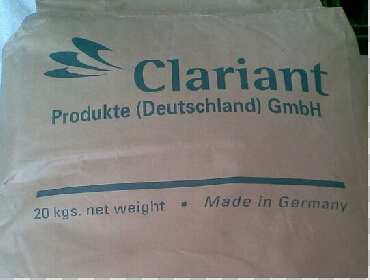 Clariant
Produkte (Deutschland) GmbH
20 kgs. net weight ▪ Made in Germany